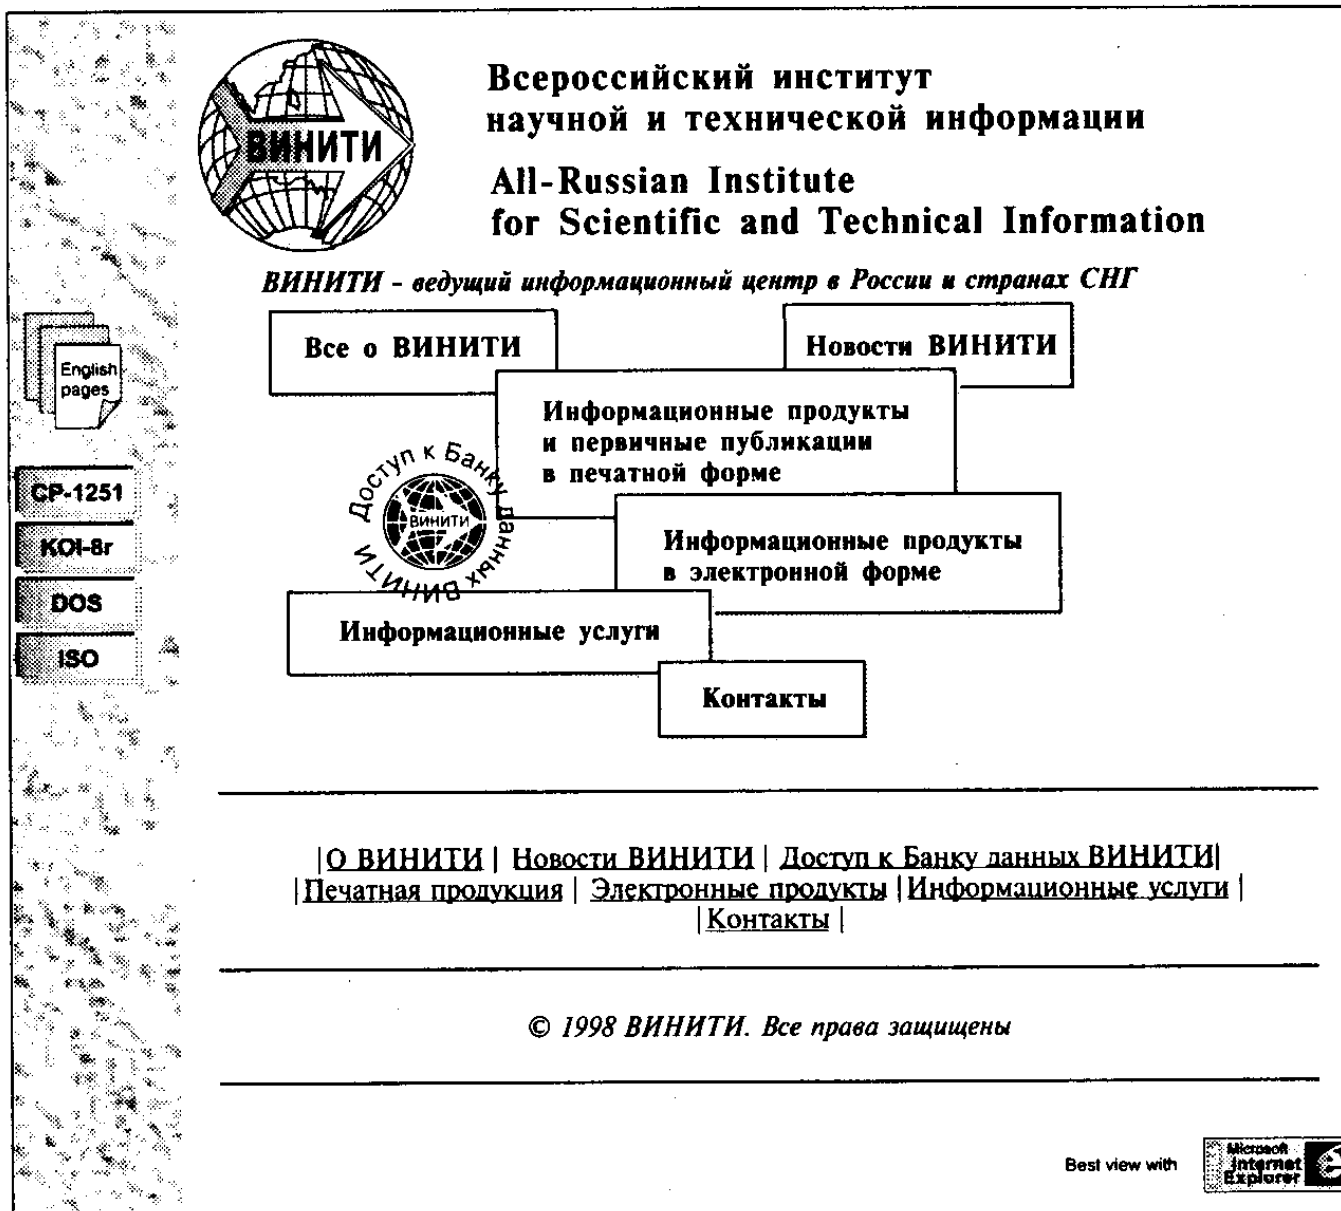 ВИНИТИ
Всероссийский институт
научной и технической информации
All-Russian Institute
for Scientific and Technical Information
ВИНИТИ - ведущий информационный центр в России и странах СНГ
English
pages
CP-1251
KOI-8r
DOS
ISO
Все о ВИНИТИ
Новости ВИНИТИ
Информационные продукты
и первичные публикации
в печатной форме
Доступ к Банку данных ВИНИТИ
ВИНИТИ
Информационные продукты
в электронной форме
Информационные услуги
Контакты
|О ВИНИТИ | Новости ВИНИТИ | Доступ к Банку данных ВИНИТИ|
|Печатная продукция | Электронные продукты |Информационные услуги |
|Контакты |
© 1998 ВИНИТИ. Все права защищены
Best view with
Microsoft
Internet
Explorer